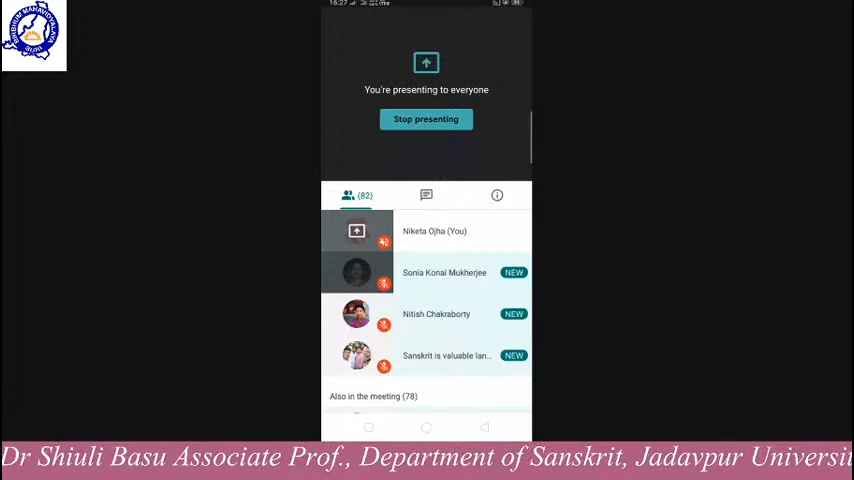 BIRBHUM MAHAVIDYALAYA
16:27
You're presenting to everyone
Stop presenting
(82)
Niketa Ojha (You)
Sonia Konai Mukherjee NEW
Nitish Chakraborty NEW
Sanskrit is valuable lan... NEW
Also in the meeting (78)
Dr Shiuli Basu Associate Prof., Department of Sanskrit, Jadavpur Universit